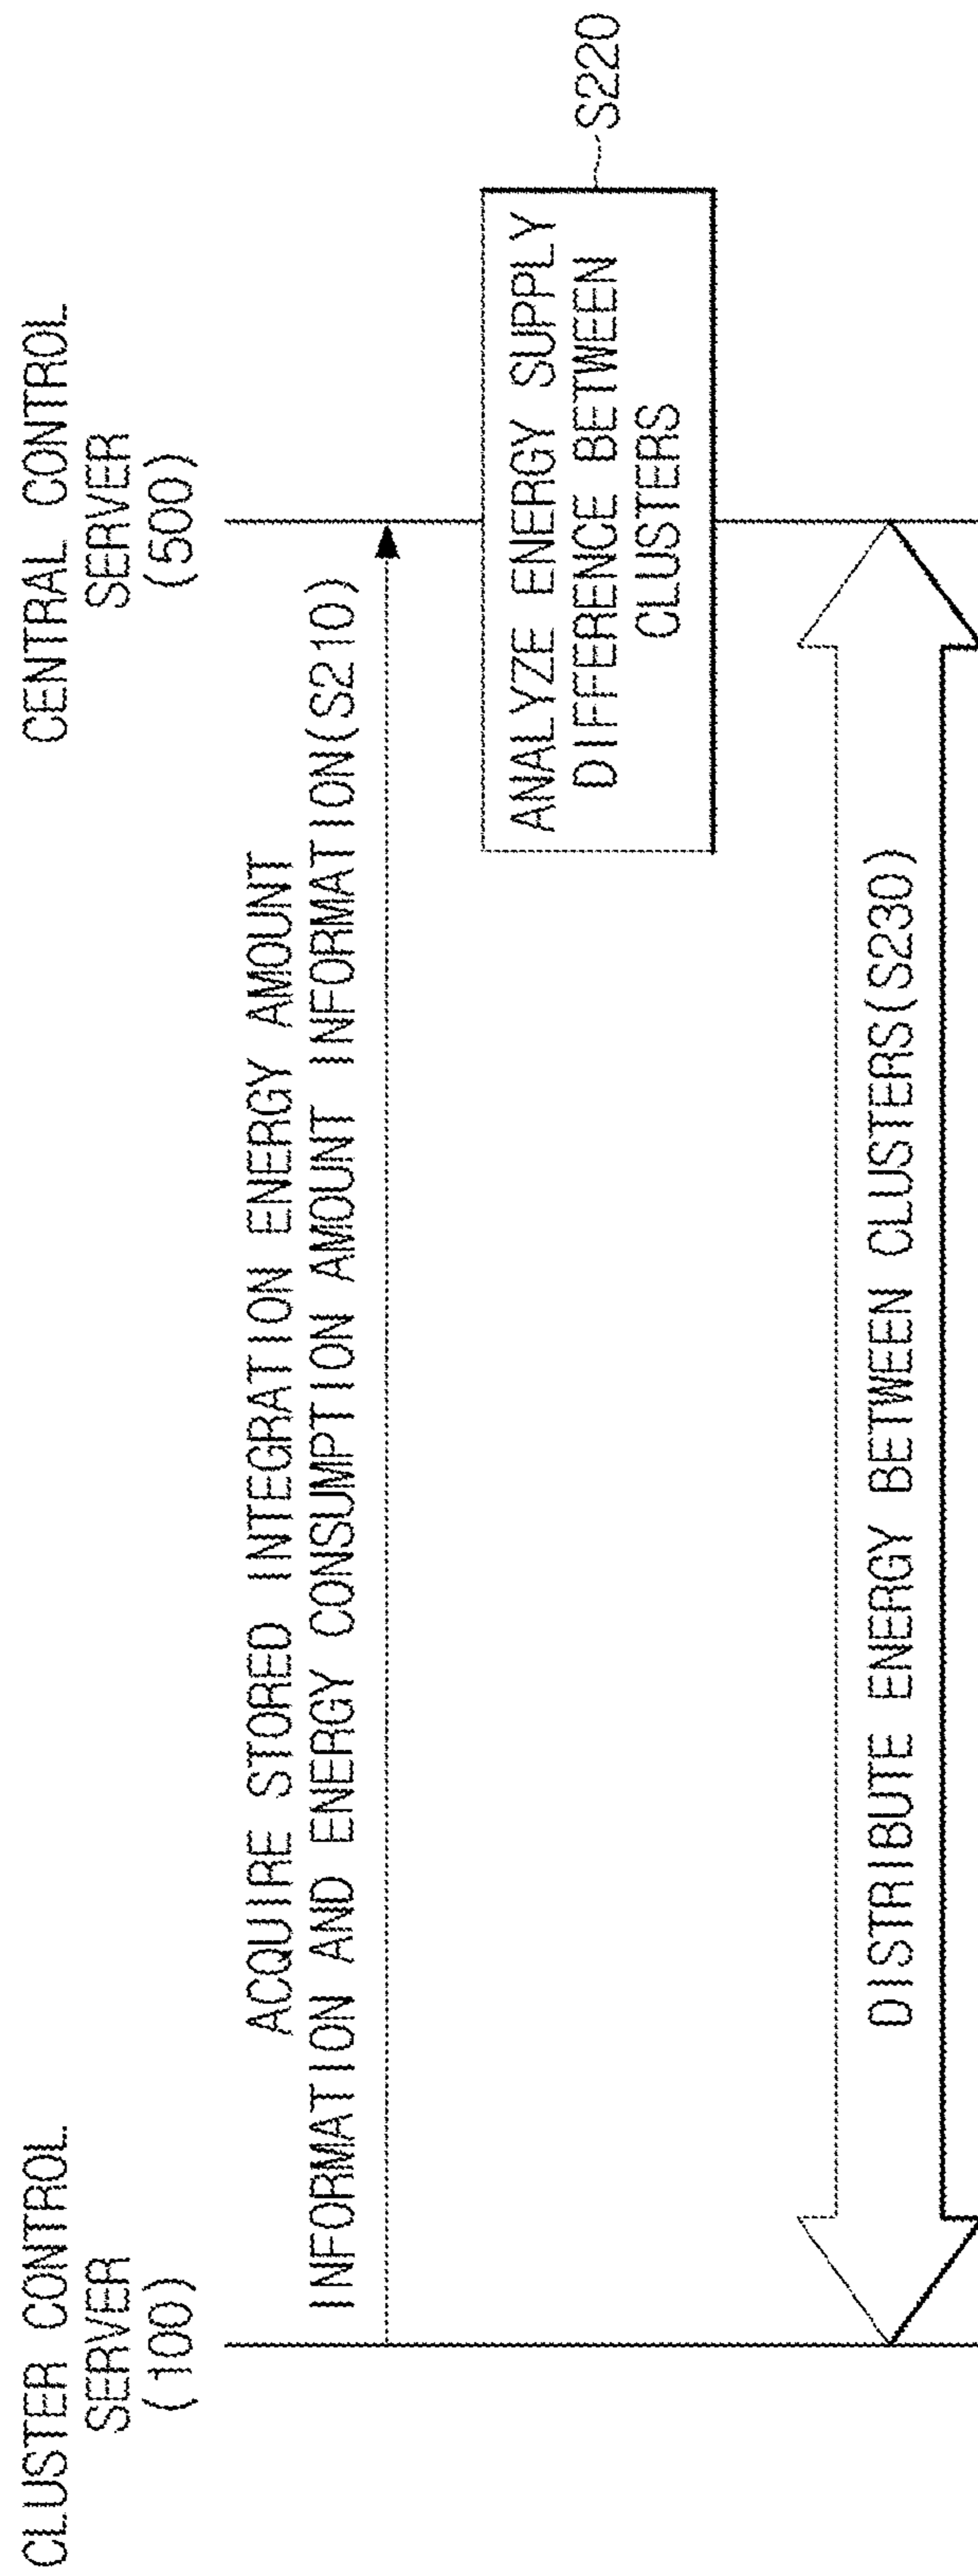 CLUSTER CONTROL
SERVER
(100)
CENTRAL CONTROL
SERVER
(500)
ACQUIRE STORED INTEGRATION ENERGY AMOUNT
INFORMATION AND ENERGY CONSUMPTION AMOUNT INFORMATION(S210)
ANALYZE ENERGY SUPPLY
DIFFERENCE BETWEEN
CLUSTERS
S220
DISTRIBUTE ENERGY BETWEEN CLUSTERS(S230)